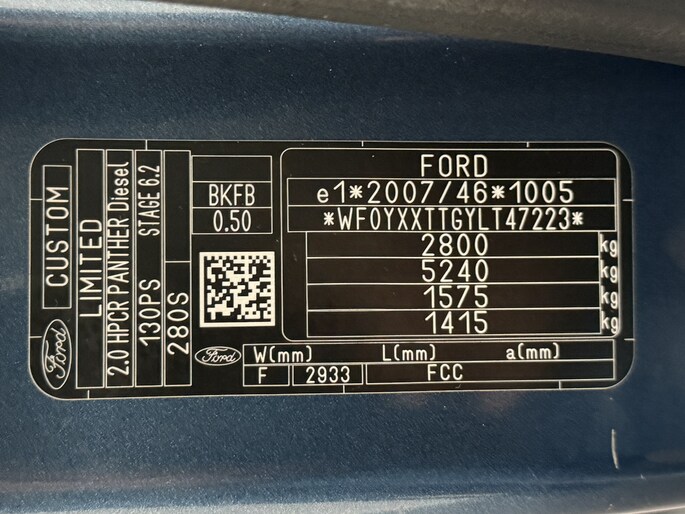 CUSTOM
LIMITED
2.0 HPCR PANTHER Diesel
130PS STAGE 6.2
280S
Ford
BKFB
0.50
Ford
FORD
e1*2007/46*1005
*WF0YXXTTGYLT47223*
2800 kg
5240 kg
1575 kg
1415 kg
W(mm) L(mm) a(mm)
F 2933 FCC